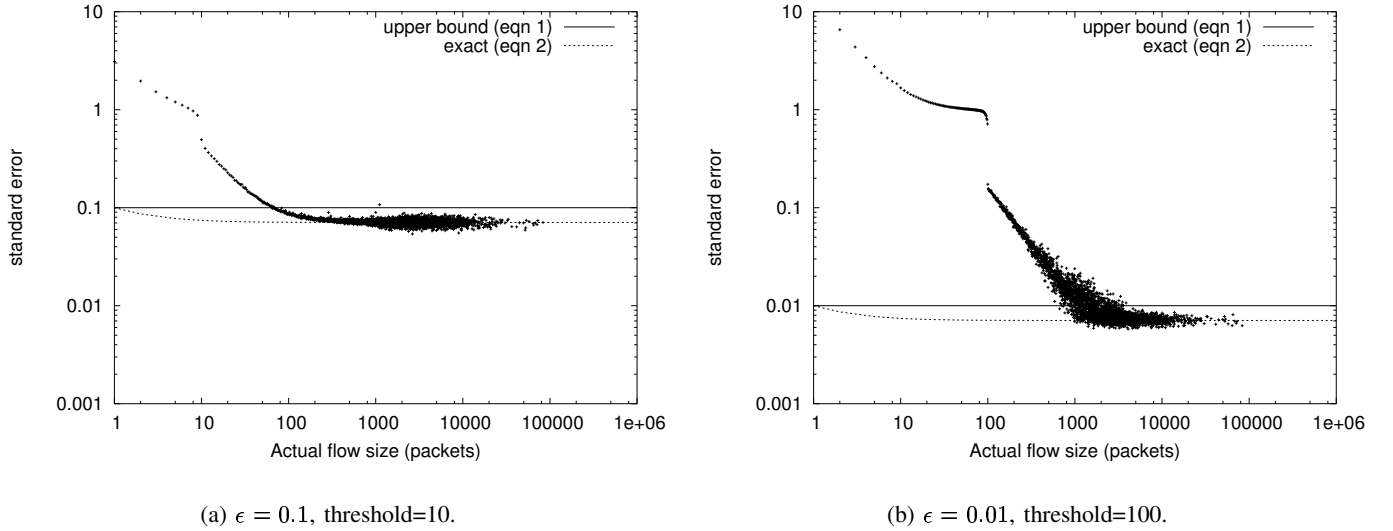 10
1
0.1
0.01
0.001
standard error
upper bound (eqn 1)
exact (eqn 2)
1 10 100 1000 10000 100000 1e+06
Actual flow size (packets)
(a) ϵ = 0.1, threshold=10.
10
1
0.1
0.01
0.001
standard error
upper bound (eqn 1)
exact (eqn 2)
1 10 100 1000 10000 100000 1e+06
Actual flow size (packets)
(b) ϵ = 0.01, threshold=100.